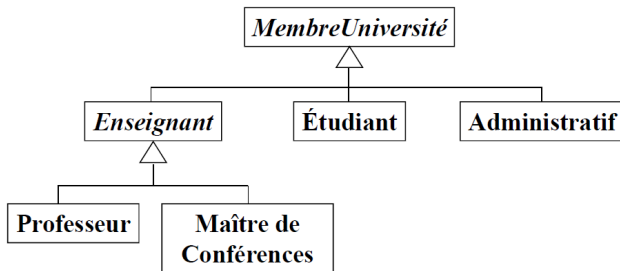 MembreUniversité
Enseignant
Étudiant
Administratif
Professeur
Maître de
Conférences